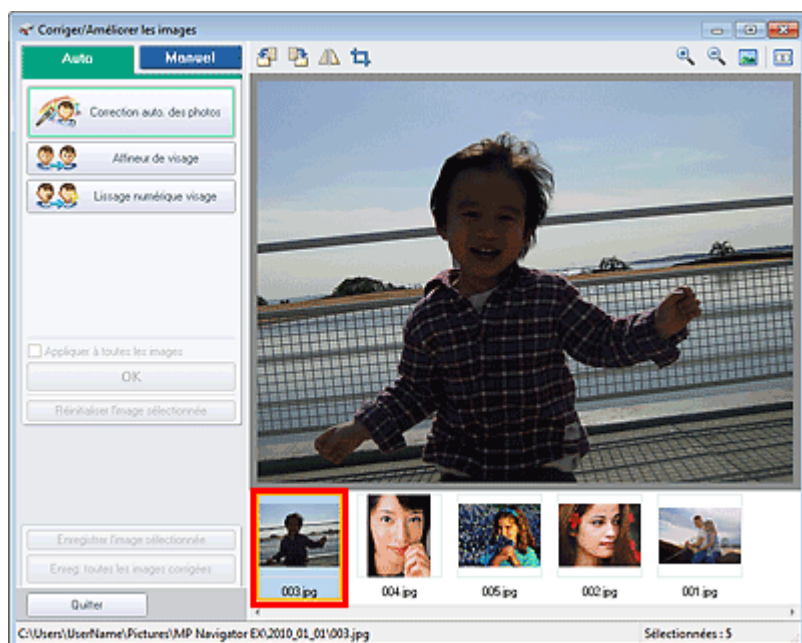 Corriger/Améliorer les images
Auto
Manuel
Correction auto. des photos
Affineur de visage
Lissage numérique visage
Appliquer à toutes les images
OK
Réinitialiser l'image sélectionnée
Enregistrer l'image sélectionnée
Enreg. toutes les images corrigées
Quitter
003.jpg
004.jpg
005.jpg
002.jpg
001.jpg
C:\Users\UserName\Pictures\MP Navigator EX\2010_01_01\003.jpg
Sélectionnées : 5